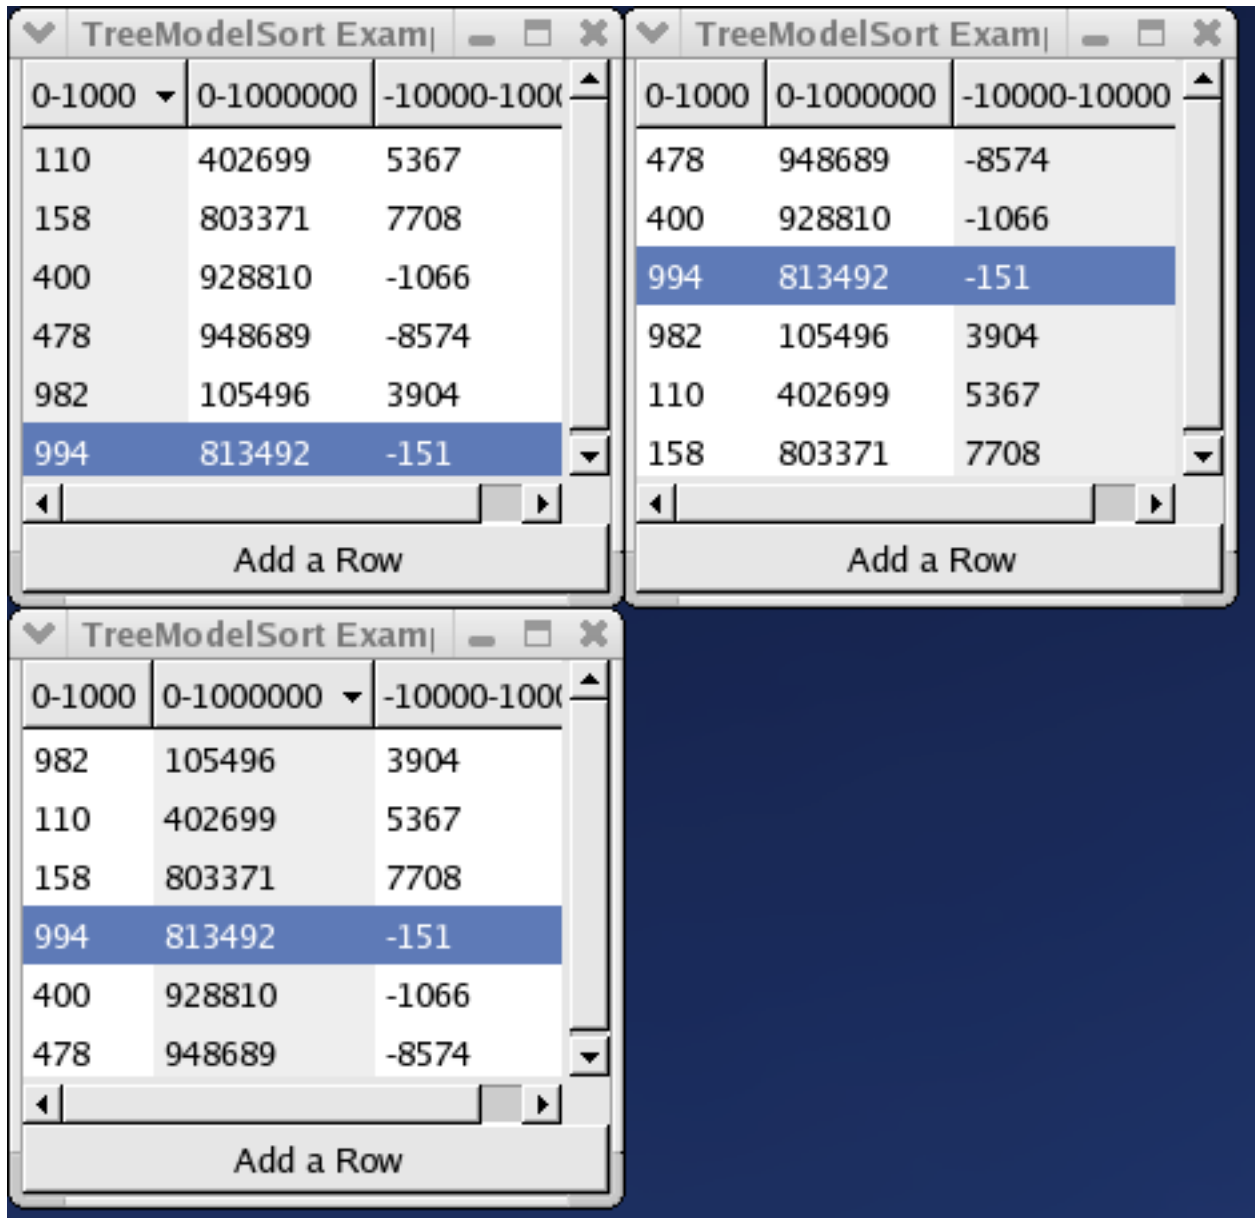 TreeModelSort Exam
0-1000 0-1000000 -10000-1000
110 402699 5367
158 803371 7708
400 928810 -1066
478 948689 -8574
982 105496 3904
994 813492 -151
Add a Row
TreeModelSort Exam
0-1000 0-1000000 -10000-10000
478 948689 -8574
400 928810 -1066
994 813492 -151
982 105496 3904
110 402699 5367
158 803371 7708
Add a Row
TreeModelSort Examp
0-1000 0-1000000 -10000-1000
982 105496 3904
110 402699 5367
158 803371 7708
994 813492 -151
400 928810 -1066
478 948689 -8574
Add a Row